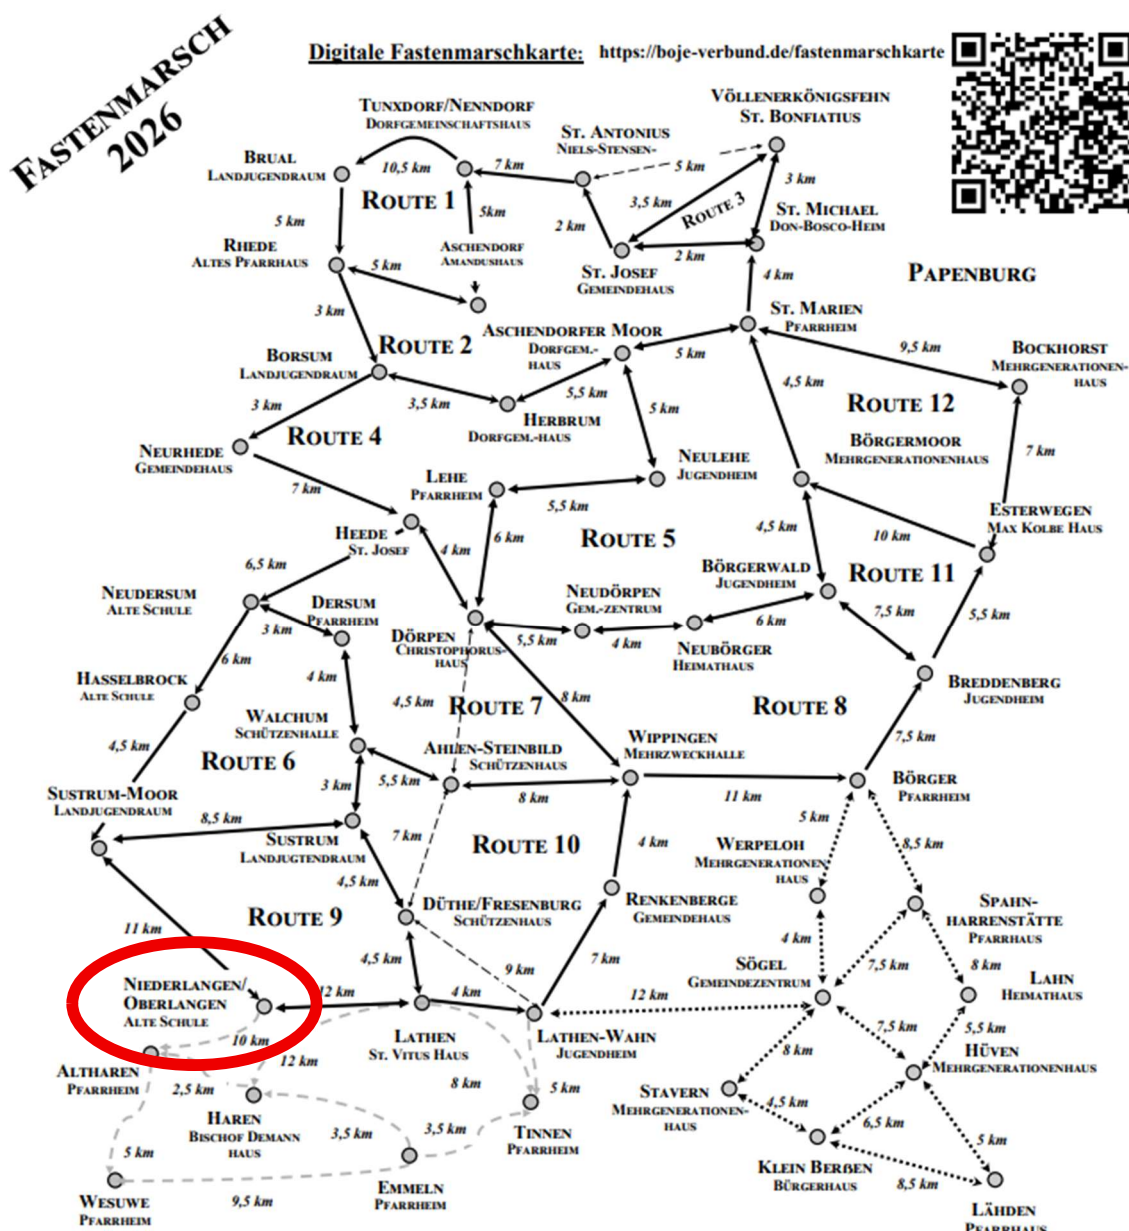 FASTENMARSCH
2026
Digitale Fastenmarschkarte: https://boje-verbund.de/fastenmarschkarte
VÖLLENERKÖNIGSFEHN
ST. BONFIATIUS
TUNXDORF/NENNDORF
DORFGEMEINSCHAFTSHAUS
ST. ANTONIUS
NIELS-STENSEN-
BRUAL
LANDJUGENDRAUM
10,5 km
7 km
5 km
3 km
ROUTE 1
3,5 km
ROUTE 3
ST. MICHAEL
DON-BOSCO-HEIM
5 km
5km
2 km
RHEDE
ALTES PFARRHAUS
ASCHENDORF
AMANDUSHAUS
2 km
5 km
ST. JOSEF
GEMEINDEHAUS
4 km
PAPENBURG
3 km
ST. MARIEN
PFARRHEIM
ASCHENDORFER MOOR
DORFGEM.-
HAUS
ROUTE 2
5 km
9,5 km
BOCKHORST
MEHRGENERATIONEN-
HAUS
BORSUM
LANDJUGENDRAUM
4,5 km
5,5 km
3 km
3,5 km
5 km
ROUTE 12
HERBRUM
DORFGEM.-HAUS
ROUTE 4
NEURHEDE
GEMEINDEHAUS
BÖRGERMOOR
MEHRGENERATIONENHAUS
7 km
NEULEHE
JUGENDHEIM
LEHE
PFARRHEIM
7 km
5,5 km
ESTERWEGEN
MAX KOLBE HAUS
HEEDE
ST. JOSEF
4 km
6 km
ROUTE 5
4,5 km
10 km
6,5 km
BÖRGERWALD
JUGENDHEIM
ROUTE 11
NEUDERSUM
ALTE SCHULE
DERSUM
PFARRHEIM
NEUDÖRPEN
GEM.-ZENTRUM
7,5 km
5,5 km
3 km
DÖRPEN
CHRISTOPHORUS-
HAUS
5,5 km
4 km
6 km
NEUBÖRGER
HEIMATHAUS
6 km
HASSELBROCK
ALTE SCHULE
4 km
BREDDENBERG
JUGENDHEIM
4,5 km
ROUTE 7
8 km
ROUTE 8
WALCHUM
SCHÜTZENHALLE
4,5 km
7,5 km
WIPPINGEN
MEHRZWECKHALLE
AHLEN-STEINBILD
SCHÜTZENHAUS
ROUTE 6
5,5 km
3 km
8 km
11 km
BÖRGER
PFARRHEIM
SUSTRUM-MOOR
LANDJUGENDRAUM
8,5 km
5 km
SUSTRUM
LANDJUGTENDRAUM
7 km
ROUTE 10
4 km
WERPELOH
MEHRGENERATIONEN
HAUS
8,5 km
4,5 km
DÜTHE/FRESENBURG
SCHÜTZENHAUS
RENKENBERGE
GEMEINDEHAUS
SPAHN-
HARRENSTÄTTE
PFARRHAUS
ROUTE 9
11 km
4,5 km
9 km
7 km
4 km
SÖGEL
GEMEINDEZENTRUM
7,5 km
8 km
LAHN
HEIMATHAUS
NIEDERLANGEN/
OBERLANGEN
ALTE SCHULE
12 km
4 km
12 km
LATHEN
ST. VITUS HAUS
LATHEN-WAHN
JUGENDHEIM
7,5 km
5,5 km
10 km
12 km
8 km
HÜVEN
MEHRGENERATIONENHAUS
ALTHAREN
PFARRHEIM
2,5 km
8 km
5 km
STAVERN
MEHRGENERATIONEN-
HAUS
4,5 km
HAREN
BISCHOF DEMANN
HAUS
3,5 km
3,5 km
TINNEN
PFARRHEIM
6,5 km
5 km
5 km
KLEIN BERßEN
BÜRGERHAUS
8,5 km
WESUWE
PFARRHEIM
9,5 km
EMMELN
PFARRHEIM
LÄHDEN
PFARRHAUS